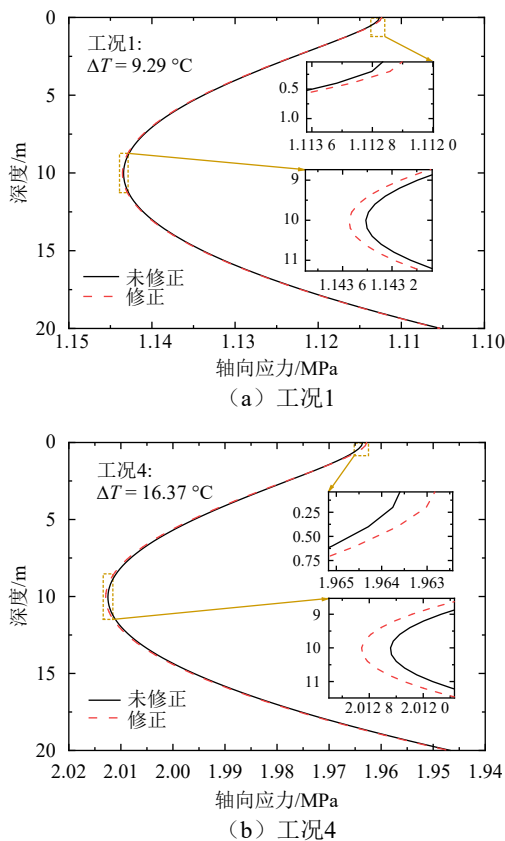 工况1:
ΔT = 9.29 °C
0
5
10
15
20
深度/m
0.5
1.0
1.113 6 1.112 8 1.112 0
9
10
11
1.143 6 1.143 2
未修正
修正
1.15 1.14 1.13 1.12 1.11 1.10
轴向应力/MPa
（a）工况1
工况4:
ΔT = 16.37 °C
0
5
10
15
20
深度/m
0.25
0.50
0.75
1.965 1.964 1.963
9
10
11
2.012 8 2.012 0
未修正
修正
2.02 2.01 2.00 1.99 1.98 1.97 1.96 1.95 1.94
轴向应力/MPa
（b）工况4